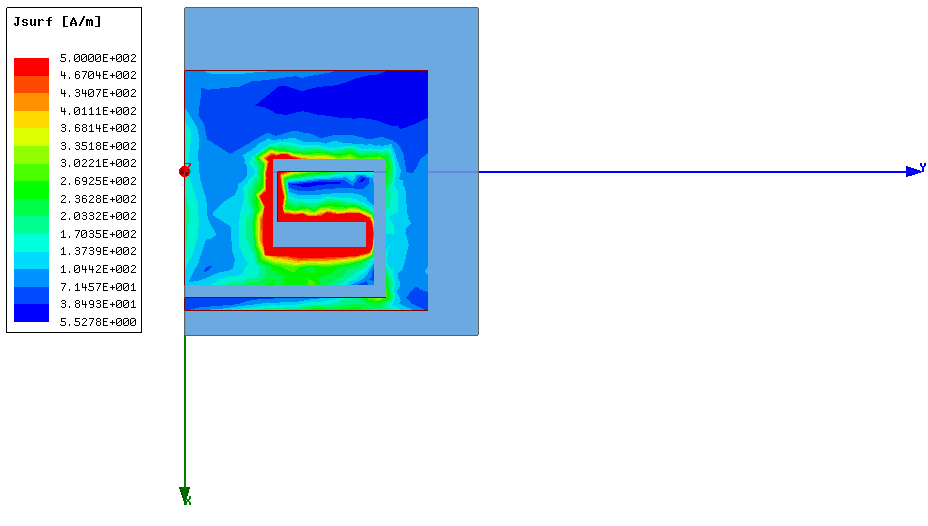 Jsurf [A/m]
5.0000E+002
4.6704E+002
4.3407E+002
4.0111E+002
3.6814E+002
3.3518E+002
3.0221E+002
2.6925E+002
2.3628E+002
2.0332E+002
1.7035E+002
1.3739E+002
1.0442E+002
7.1457E+001
3.8493E+001
5.5278E+000
Z
Y
X